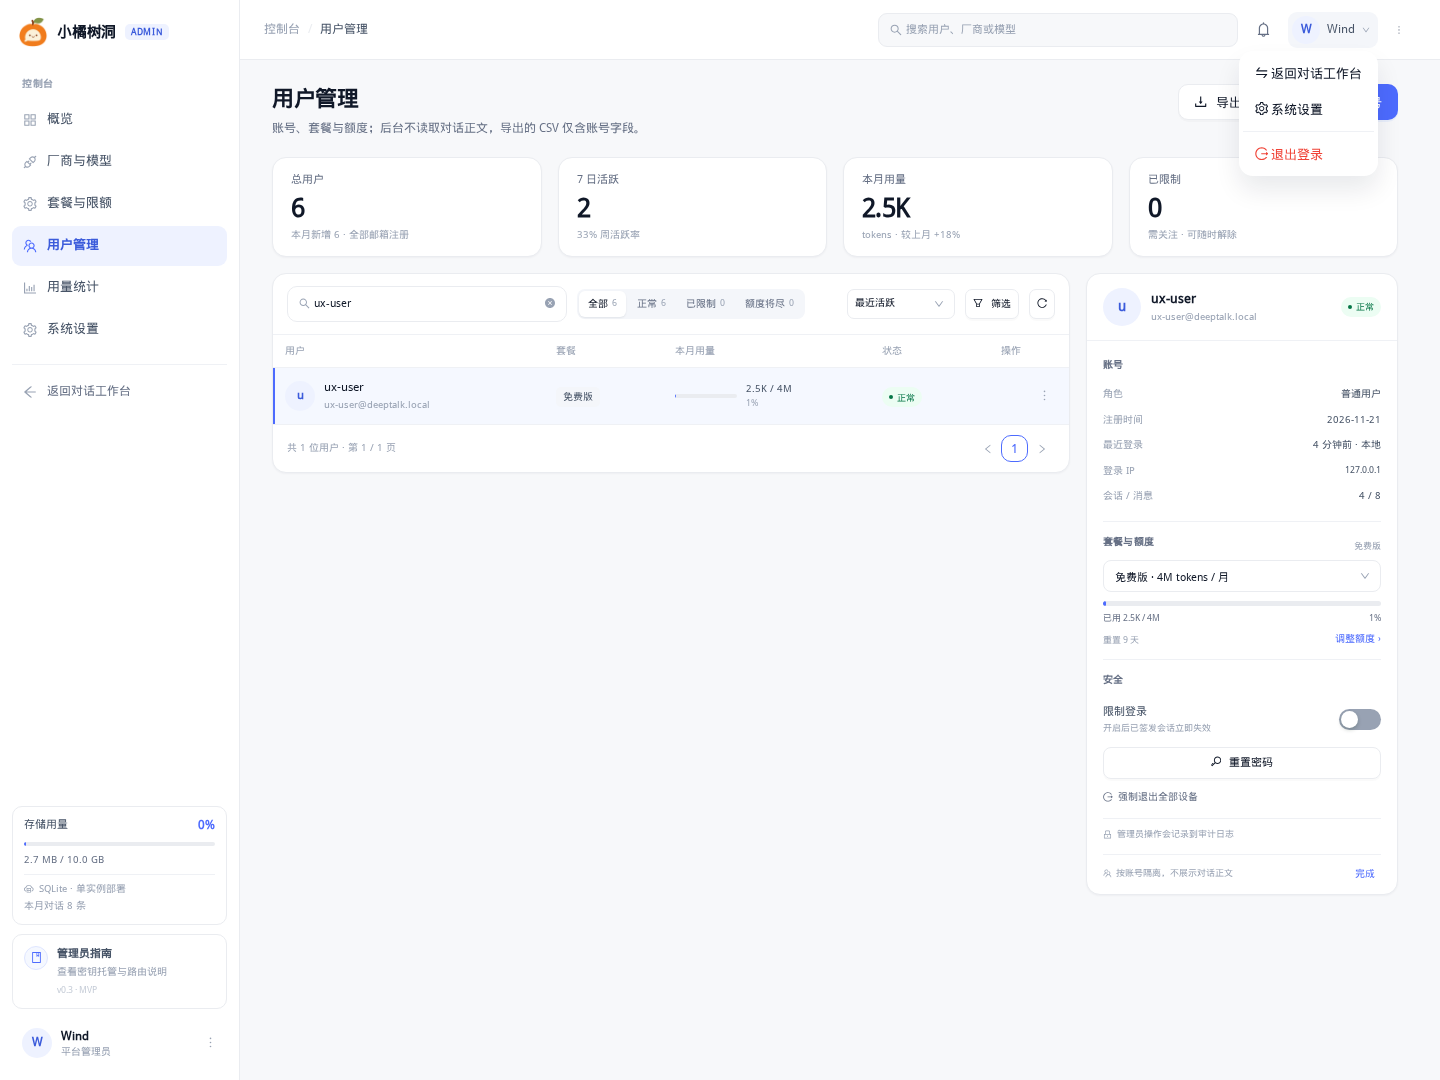 小橘树洞 ADMIN
控制台
概览
厂商与模型
套餐与限额
用户管理
用量统计
系统设置
返回对话工作台
存储用量 0%
2.7 MB / 10.0 GB
SQLite · 单实例部署
本月对话 8 条
管理员指南
查看密钥托管与路由说明
v0.3 · MVP
W Wind
平台管理员
控制台 / 用户管理
搜索用户、厂商或模型
W Wind
返回对话工作台
系统设置
退出登录
用户管理
账号、套餐与额度；后台不读取对话正文，导出的 CSV 仅含账号字段。
导出
总用户
6
本月新增 6 · 全部邮箱注册
7 日活跃
2
33% 周活跃率
本月用量
2.5K
tokens · 较上月 +18%
已限制
0
需关注 · 可随时解除
ux-user
全部 6 正常 6 已限制 0 额度将尽 0
最近活跃
筛选
用户 套餐 本月用量 状态 操作
u ux-user
ux-user@deeptalk.local
免费版
2.5K / 4M
1%
正常
共 1 位用户 · 第 1 / 1 页
1
u ux-user
ux-user@deeptalk.local
正常
账号
角色 普通用户
注册时间 2026-11-21
最近登录 4 分钟前 · 本地
登录 IP 127.0.0.1
会话 / 消息 4 / 8
套餐与额度 免费版
免费版 · 4M tokens / 月
已用 2.5K / 4M 1%
重置 9 天 调整额度 ›
安全
限制登录
开启后已签发会话立即失效
重置密码
强制退出全部设备
管理员操作会记录到审计日志
按账号隔离，不展示对话正文 完成